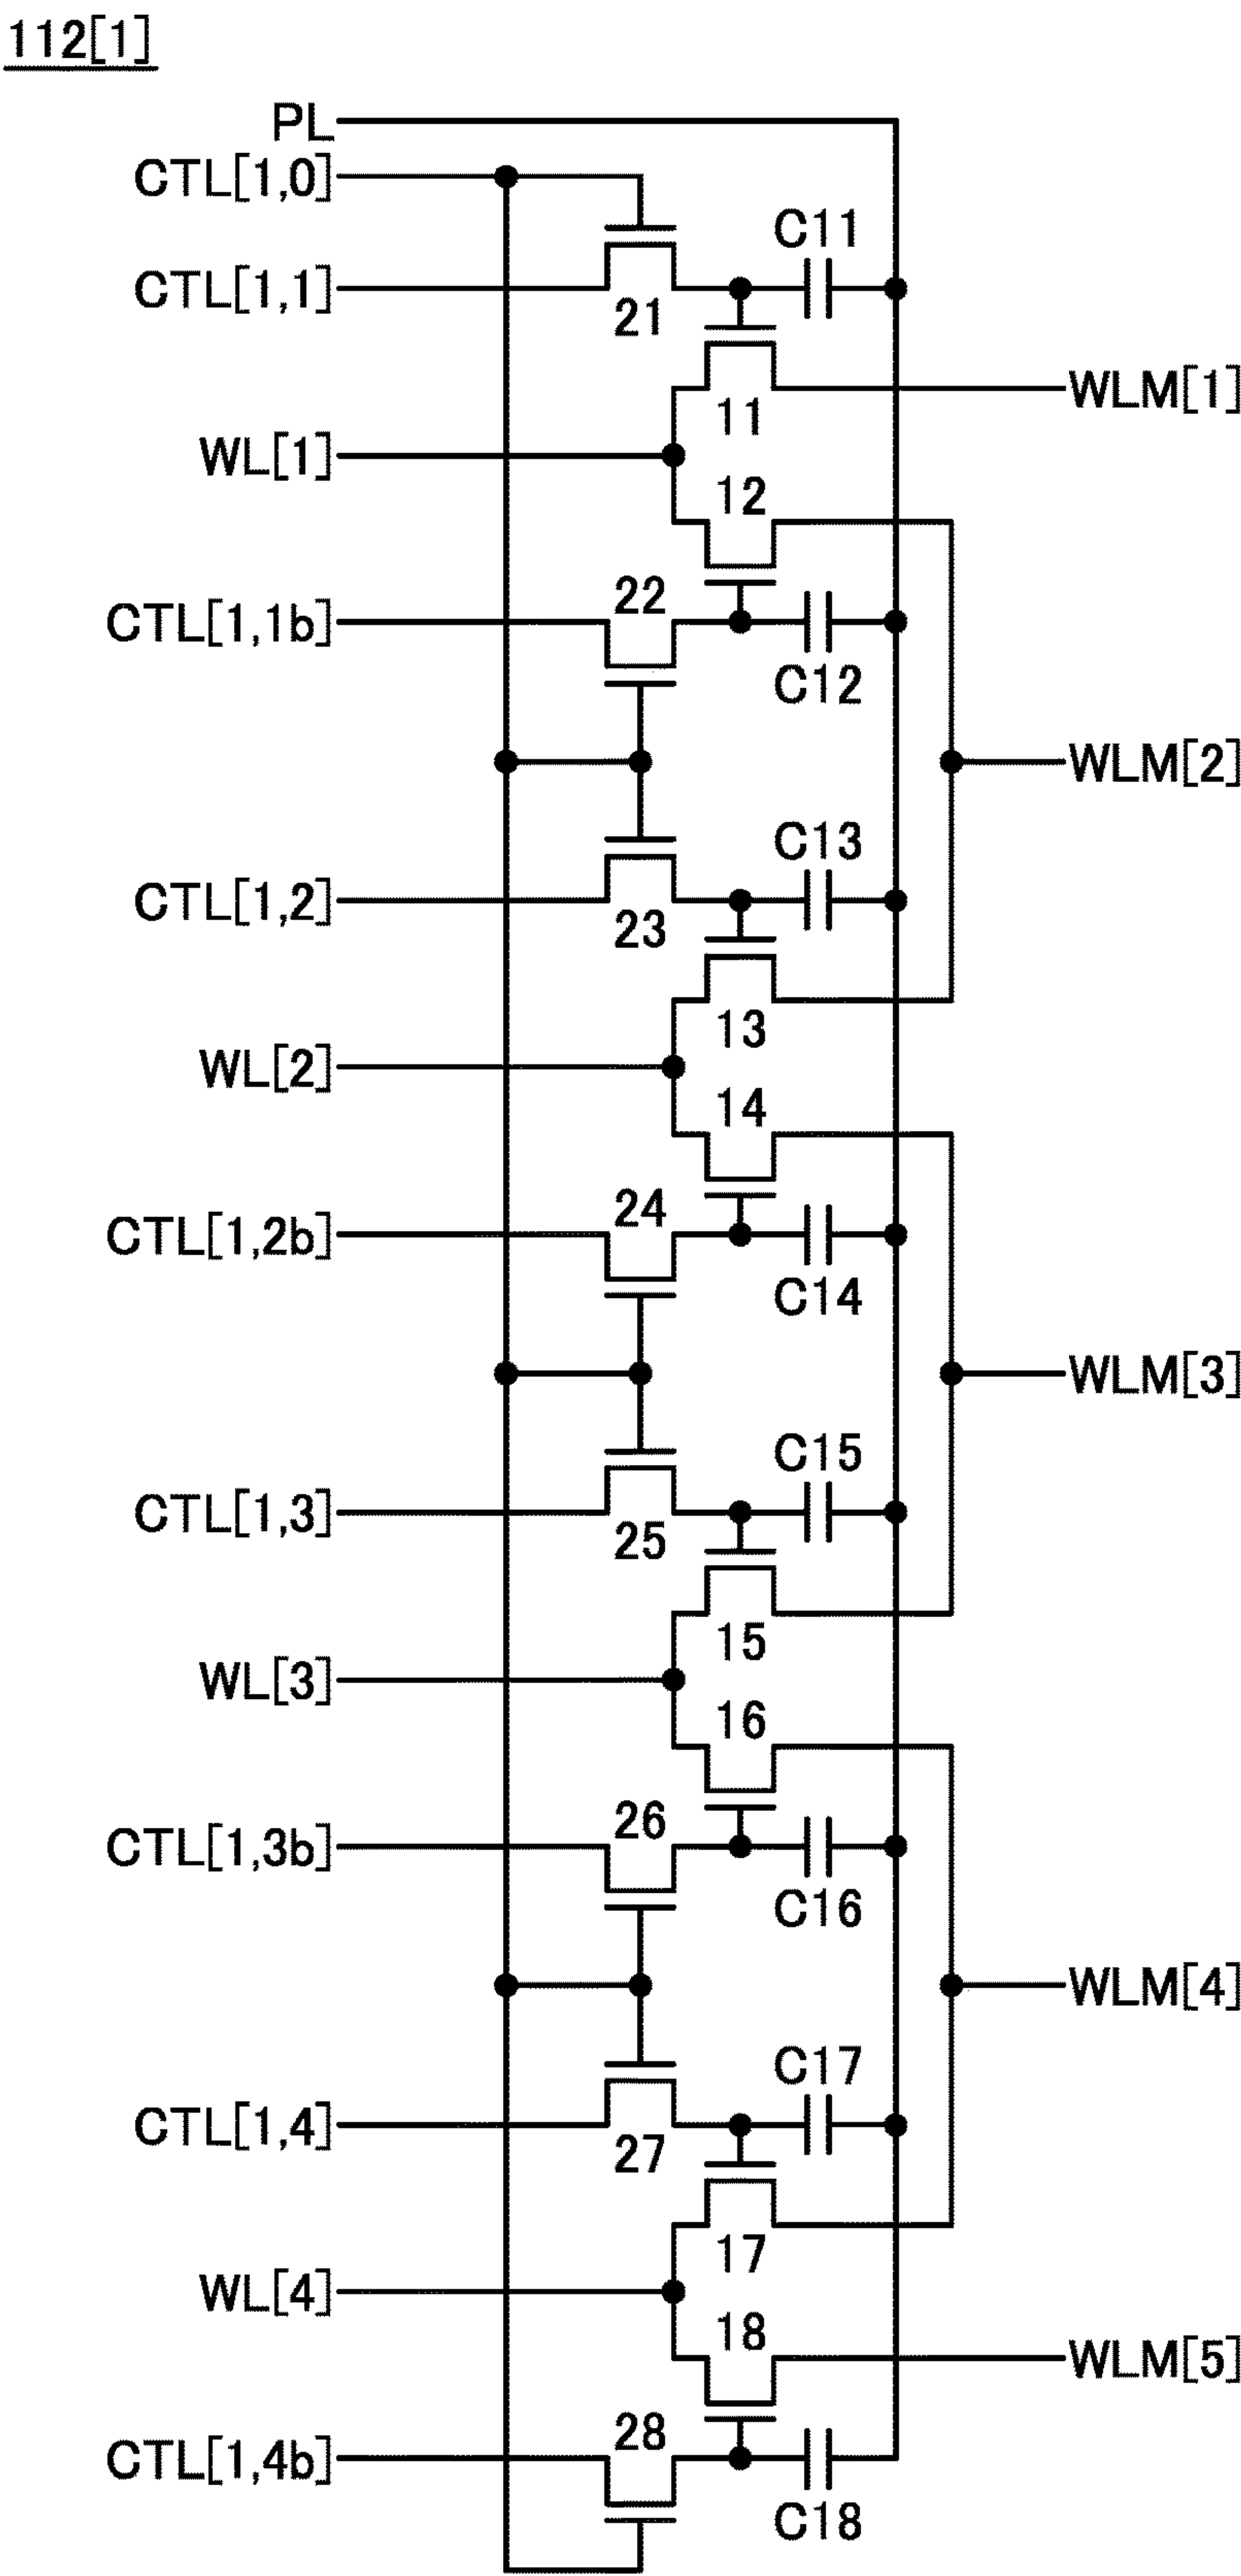 112[1]
PL
CTL[1,0]
C11
CTL[1,1]
21
WLM[1]
11
WL[1]
12
22
CTL[1,1b]
C12
WLM[2]
C13
CTL[1,2]
23
13
WL[2]
14
24
CTL[1,2b]
C14
WLM[3]
C15
CTL[1,3]
25
15
WL[3]
16
26
CTL[1,3b]
C16
WLM[4]
C17
CTL[1,4]
27
17
WL[4]
18
WLM[5]
28
CTL[1,4b]
C18